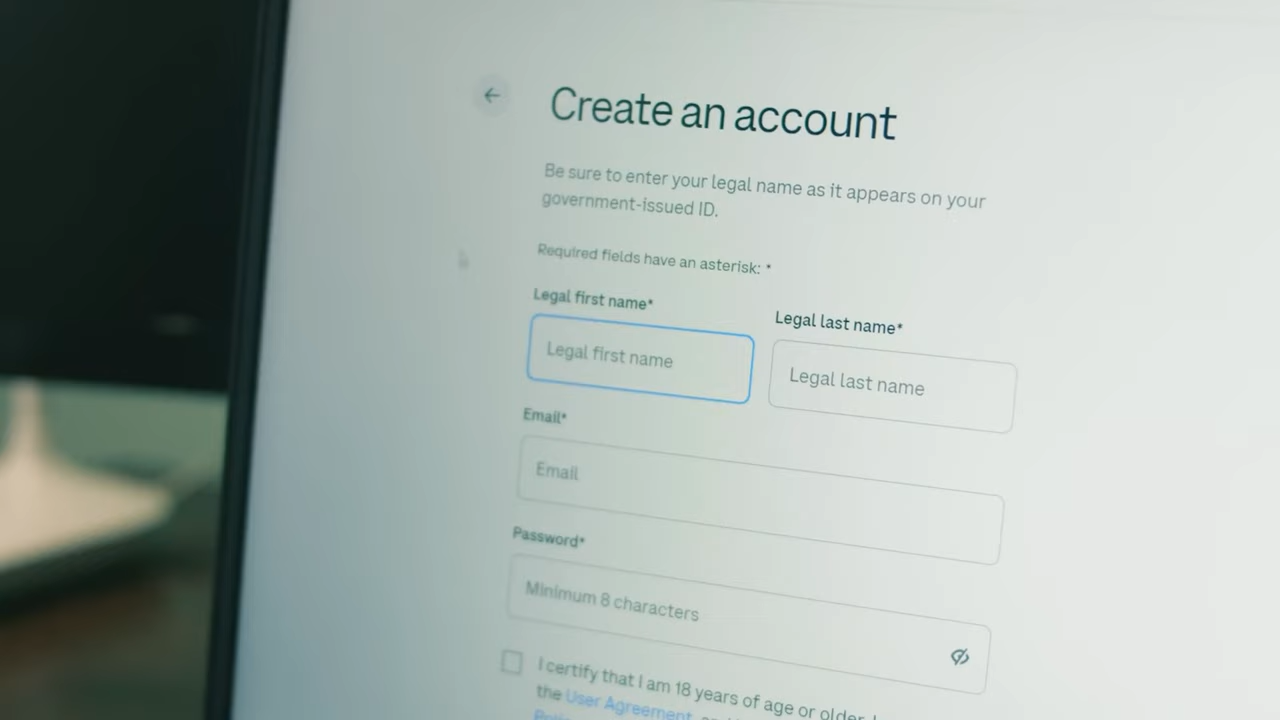 Create an account
Be sure to enter your legal name as it appears on your
government-issued ID.
Required fields have an asterisk: *
Legal first name*
Legal last name*
Legal first name
Legal last name
Email*
Email
Password*
Minimum 8 characters
I certify that I am 18 years of age or older, I
the User Agreement, and